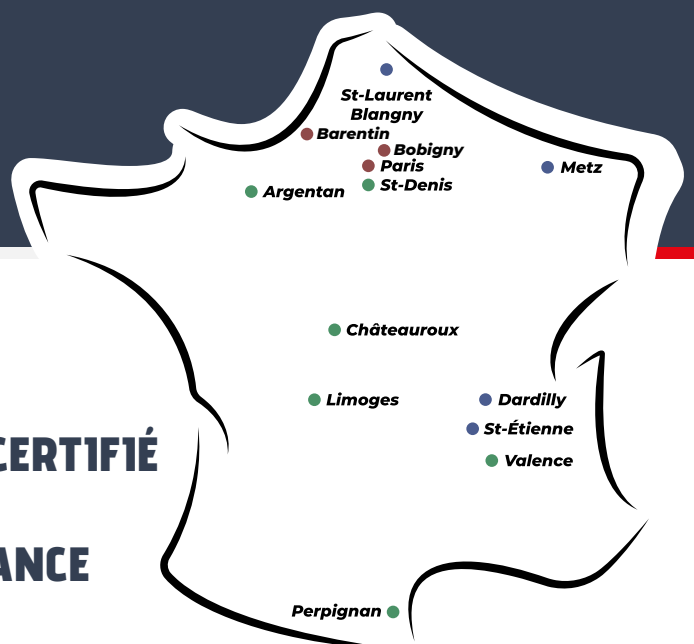 St-Laurent
Blangny
Barentin
Bobigny
Paris
Metz
St-Denis
Argentan
Châteauroux
Limoges
Dardilly
St-Étienne
CERTIFIÉ
Valence
ANCE
Perpignan